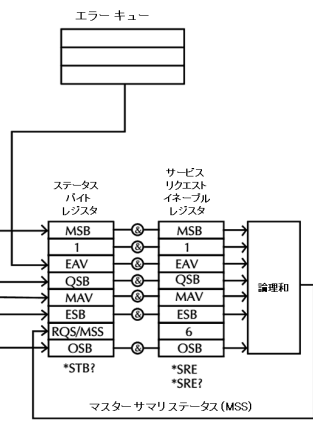 エラー キュー
ステータス
バイト
レジスタ
サービス
リクエスト
イネーブル
レジスタ
MSB & MSB
1 & 1
EAV & EAV
QSB & QSB
MAV & MAV
ESB & ESB
RQS/MSS 6
OSB & OSB
論理和
*STB?
*SRE
*SRE?
マスター サマリ ステータス (MSS)